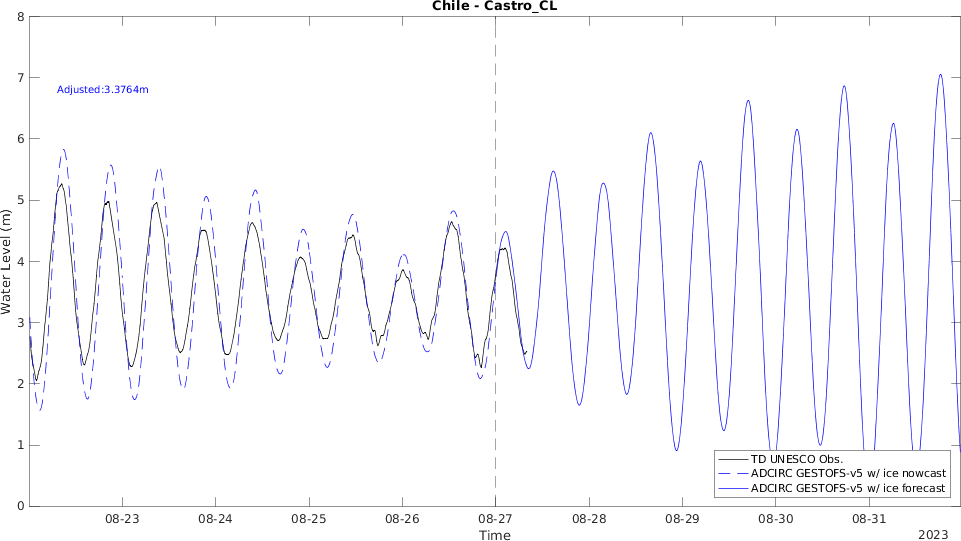 Chile - Castro_CL
8
7
6
5
4
3
2
1
0
Water Level (m)
Adjusted:3.3764m
TD UNESCO Obs.
ADCIRC GESTOFS-v5 w/ ice nowcast
ADCIRC GESTOFS-v5 w/ ice forecast
08-23 08-24 08-25 08-26 08-27 08-28 08-29 08-30 08-31
Time
2023